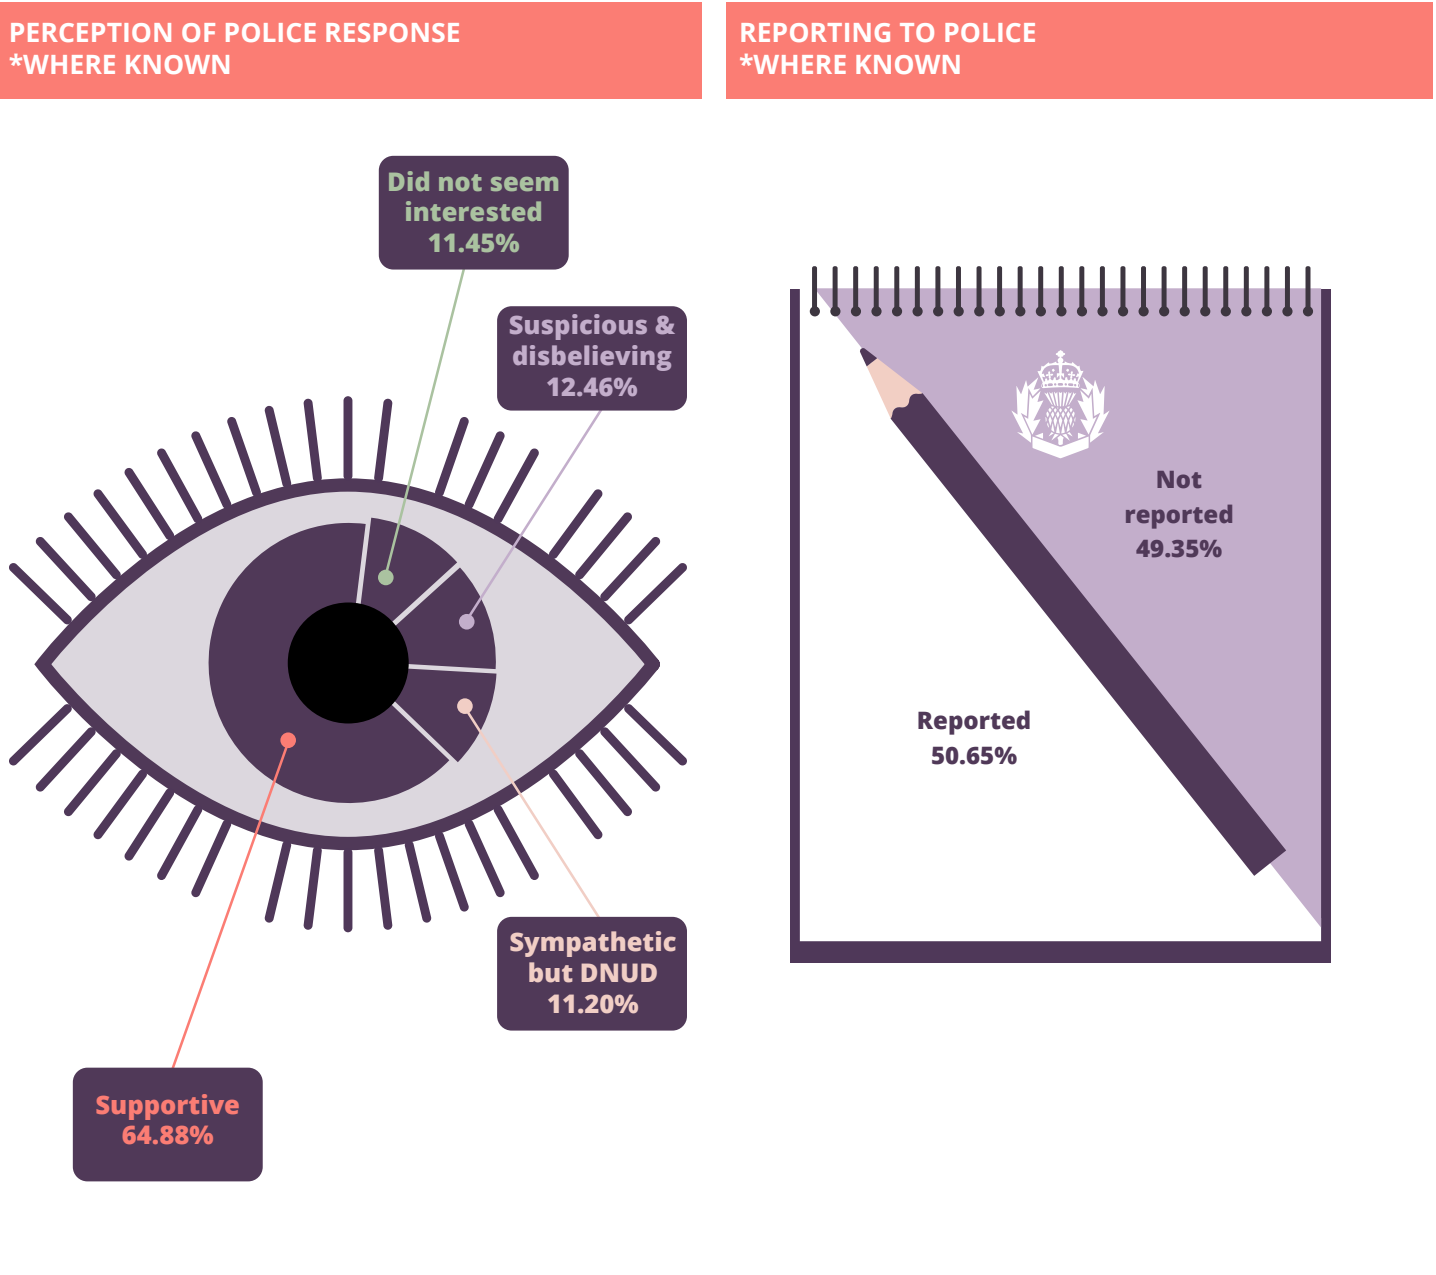 PERCEPTION OF POLICE RESPONSE
*WHERE KNOWN
Did not seem
interested
11.45%
Suspicious &
disbelieving
12.46%
Sympathetic
but DNUD
11.20%
Supportive
64.88%
REPORTING TO POLICE
*WHERE KNOWN
Not
reported
49.35%
Reported
50.65%